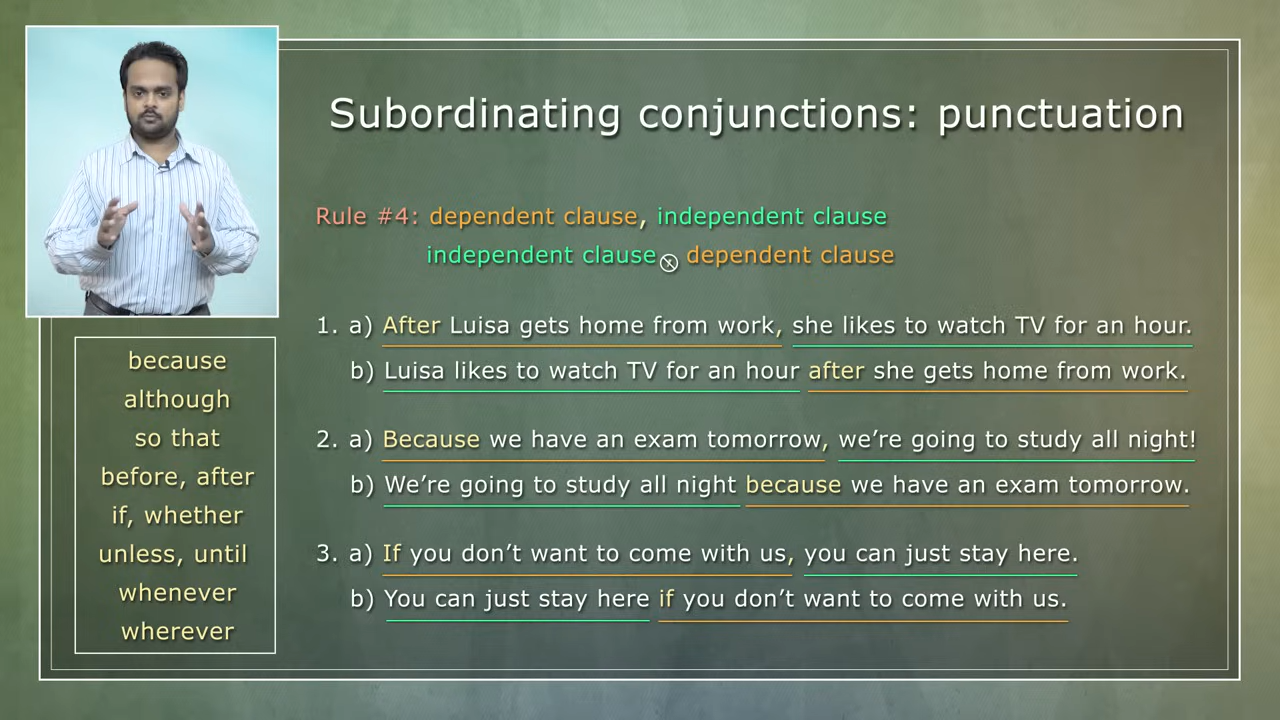 Subordinating conjunctions: punctuation
Rule #4: dependent clause, independent clause
independent clause, dependent clause
1. a) After Luisa gets home from work, she likes to watch TV for an hour.
b) Luisa likes to watch TV for an hour after she gets home from work.
2. a) Because we have an exam tomorrow, we’re going to study all night!
b) We’re going to study all night because we have an exam tomorrow.
3. a) If you don’t want to come with us, you can just stay here.
b) You can just stay here if you don’t want to come with us.
because
although
so that
before, after
if, whether
unless, until
whenever
wherever